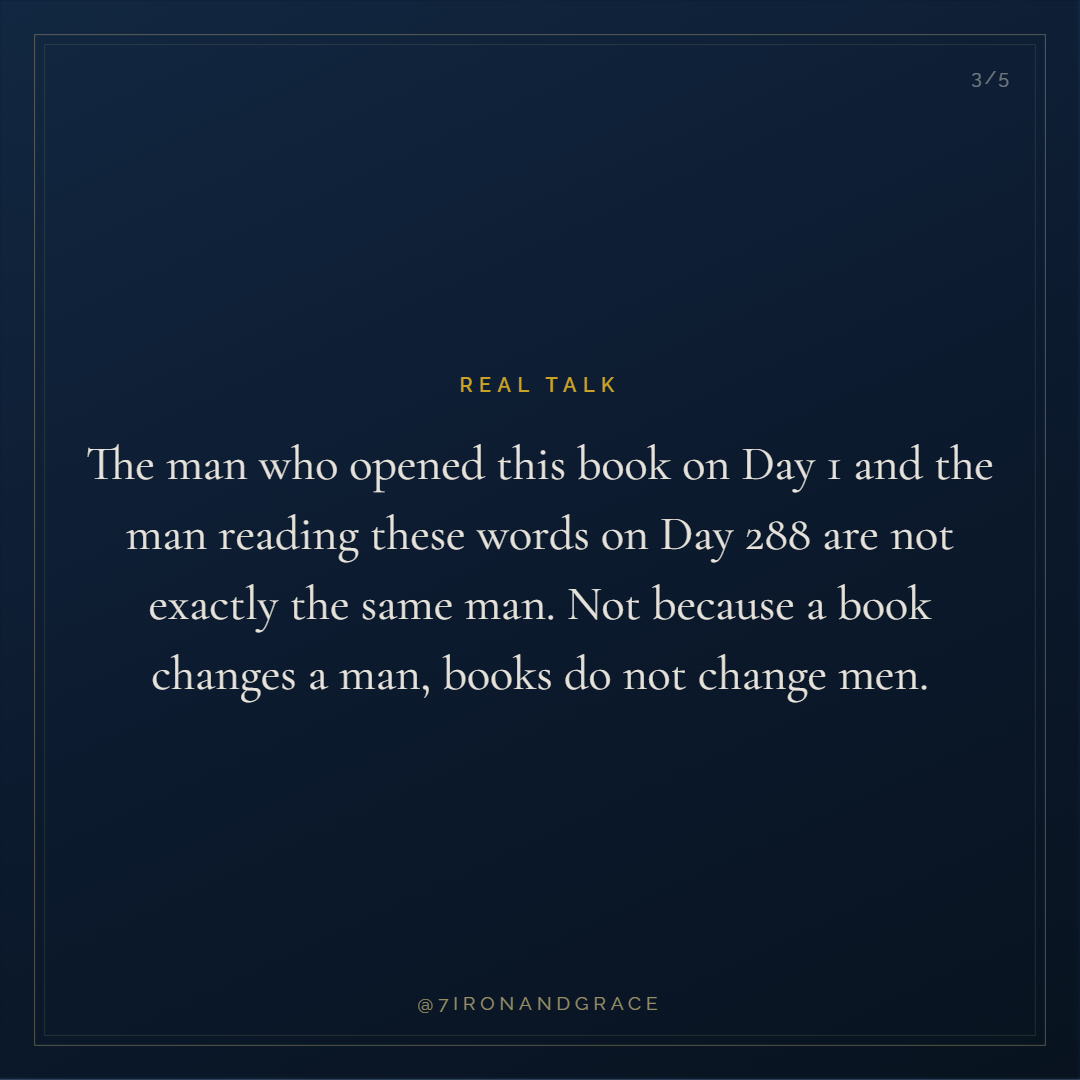 3/5
REAL TALK
The man who opened this book on Day 1 and the
man reading these words on Day 288 are not
exactly the same man. Not because a book
changes a man, books do not change men.
@7IRONANDGRACE